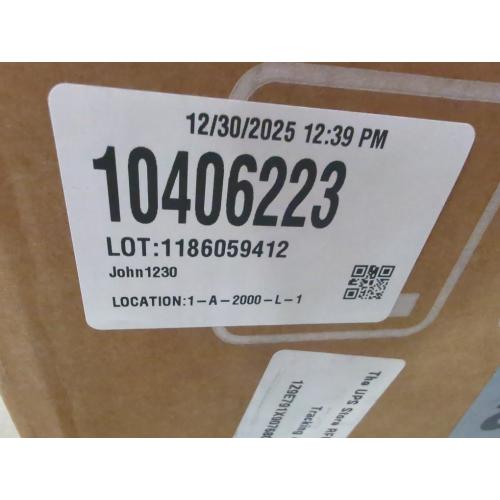 12/30/2025 12:39 PM
10406223
LOT:1186059412
John1230
LOCATION:1-A-2000-L-1
The UPS Store
Tracking